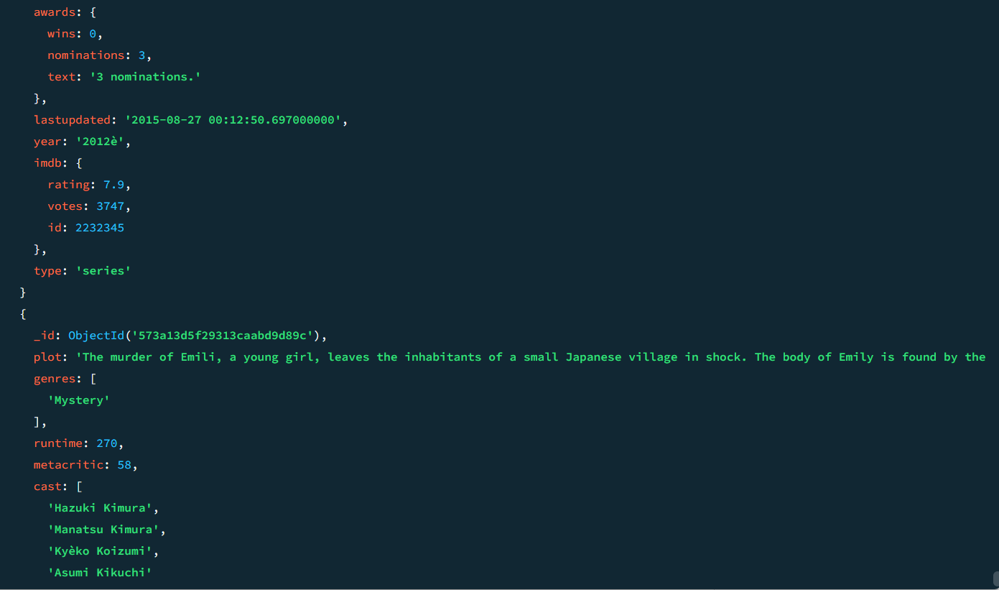 awards: {
wins: 0,
nominations: 3,
text: '3 nominations.'
},
lastupdated: '2015-08-27 00:12:50.697000000',
year: '2012è',
imdb: {
rating: 7.9,
votes: 3747,
id: 2232345
},
type: 'series'
}
{
_id: ObjectId('573a13d5f29313caabd9d89c'),
plot: 'The murder of Emili, a young girl, leaves the inhabitants of a small Japanese village in shock. The body of Emily is found by the
genres: [
'Mystery'
],
runtime: 270,
metacritic: 58,
cast: [
'Hazuki Kimura',
'Manatsu Kimura',
'Kyèko Koizumi',
'Asumi Kikuchi'